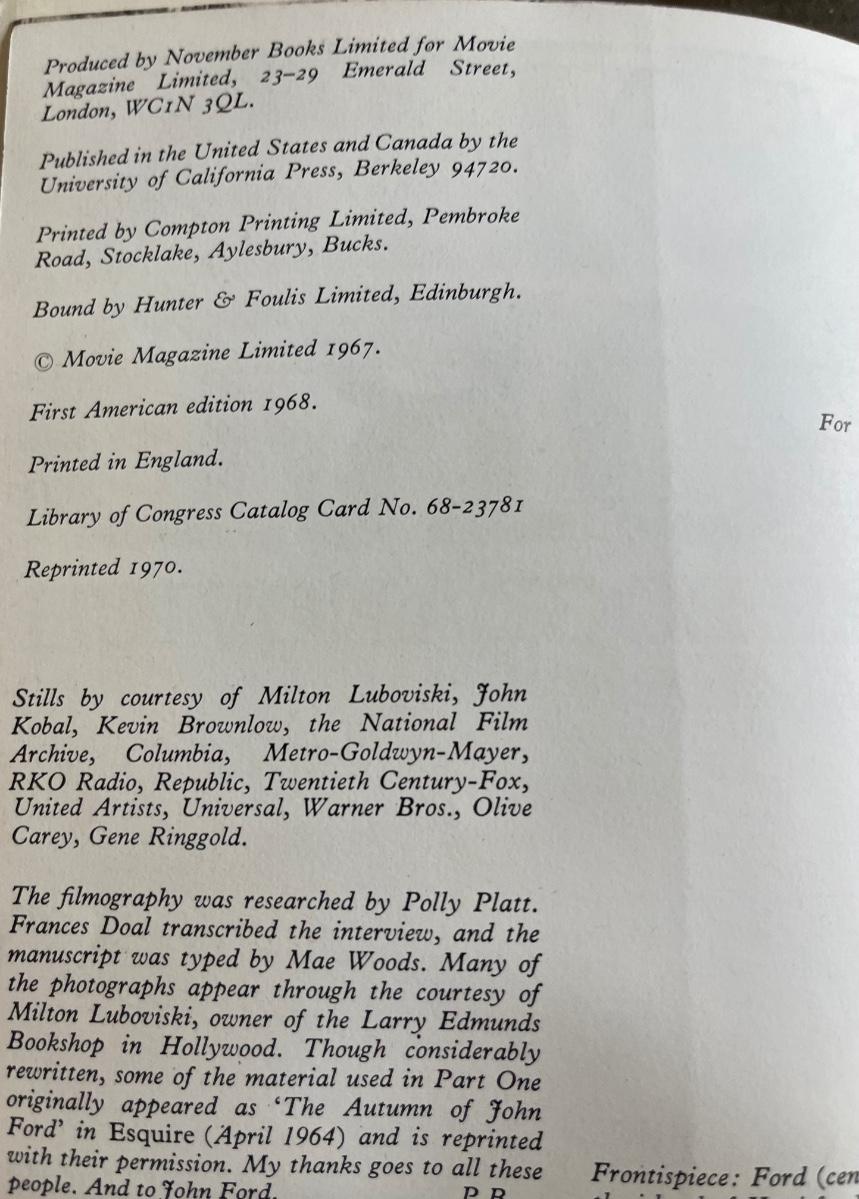 Produced by November Books Limited for Movie
Magazine Limited, 23–29 Emerald Street,
London, WC1N 3QL.
Published in the United States and Canada by the
University of California Press, Berkeley 94720.
Printed by Compton Printing Limited, Pembroke
Road, Stocklake, Aylesbury, Bucks.
Bound by Hunter & Foulis Limited, Edinburgh.
© Movie Magazine Limited 1967.
First American edition 1968.
Printed in England.
Library of Congress Catalog Card No. 68-23781
Reprinted 1970.
Stills by courtesy of Milton Luboviski, John
Kobal, Kevin Brownlow, the National Film
Archive, Columbia, Metro-Goldwyn-Mayer,
RKO Radio, Republic, Twentieth Century-Fox,
United Artists, Universal, Warner Bros., Olive
Carey, Gene Ringgold.
The filmography was researched by Polly Platt.
Frances Doal transcribed the interview, and the
manuscript was typed by Mae Woods. Many of
the photographs appear through the courtesy of
Milton Luboviski, owner of the Larry Edmunds
Bookshop in Hollywood. Though considerably
rewritten, some of the material used in Part One
originally appeared as ‘The Autumn of John
Ford’ in Esquire (April 1964) and is reprinted
with their permission. My thanks goes to all these
people. And to John Ford.
For
Frontispiece: Ford (cen